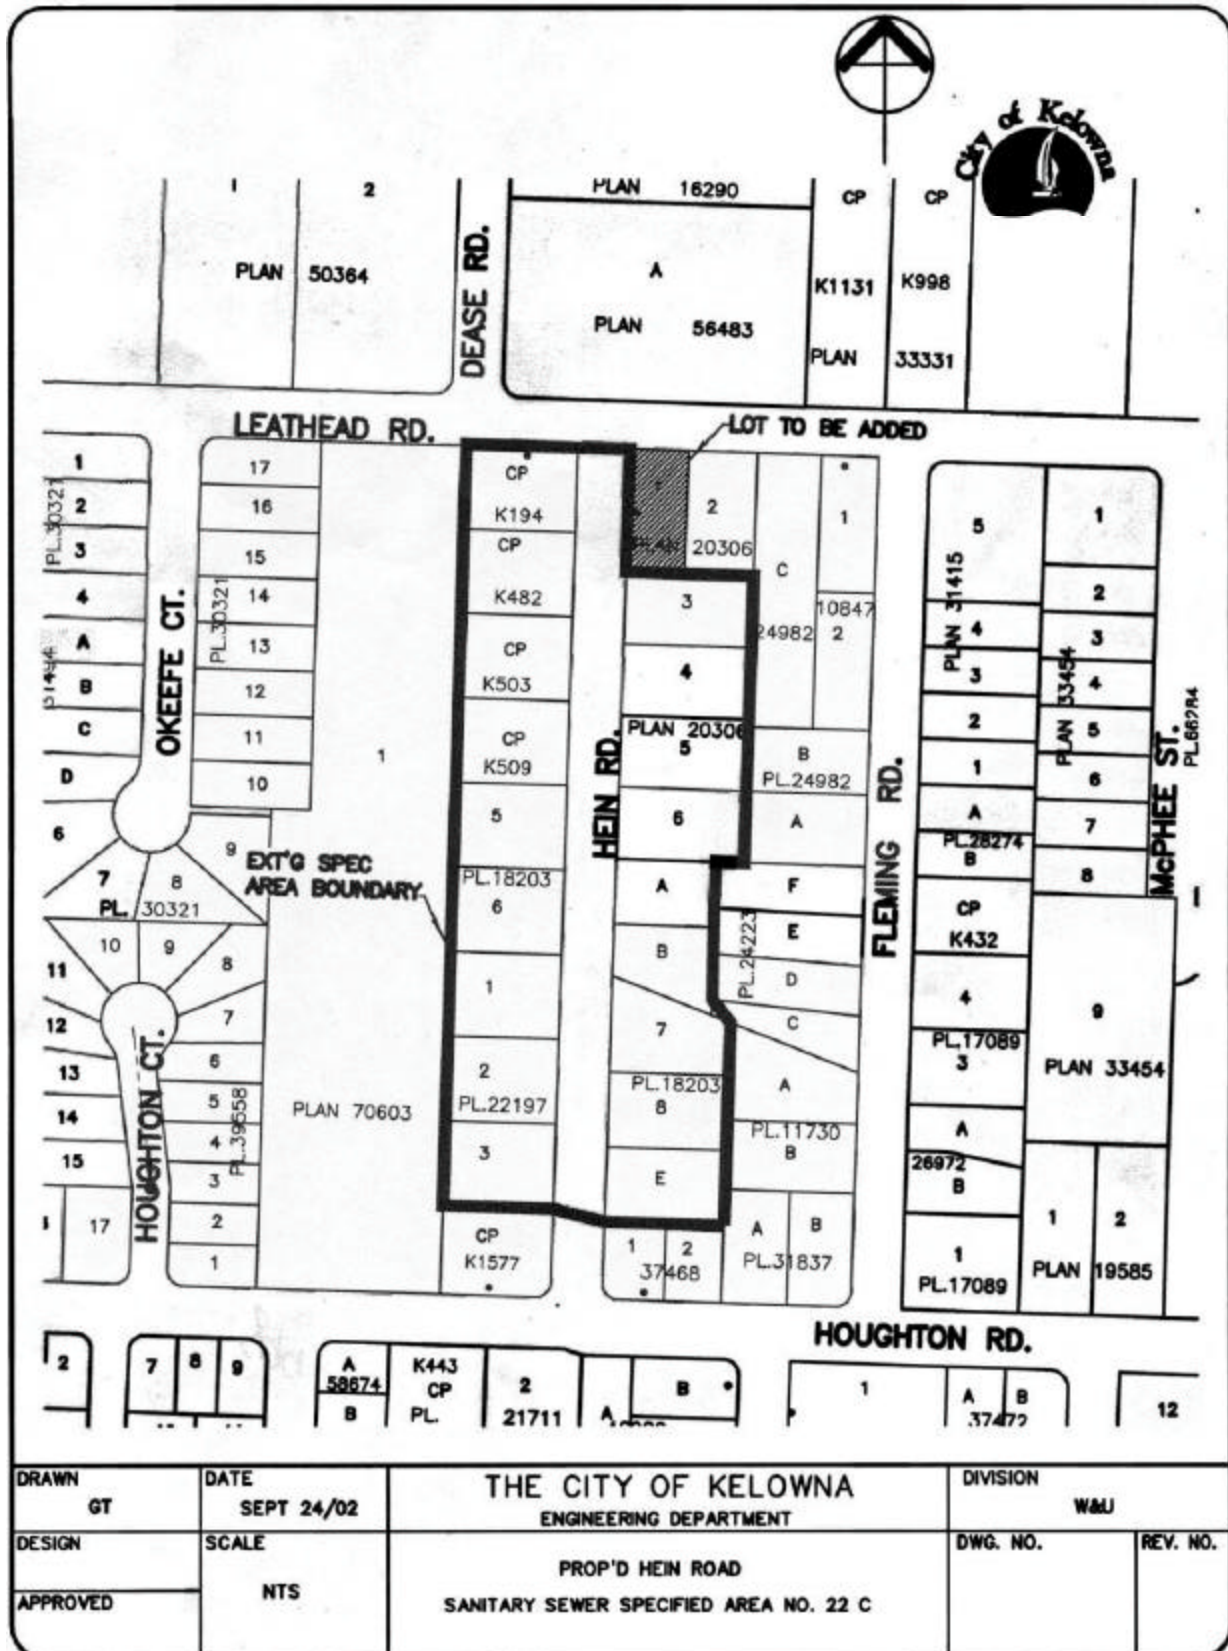 City of Kelowna
1
2
PLAN 50364
DEASE RD.
PLAN 16290
A
PLAN 56483
CP
CP
K1131
K998
PLAN 33331
LEATHEAD RD.
LOT TO BE ADDED
1
2
3
4
A
B
C
D
6
PL.30321
OKEEFE CT.
17
16
15
14
13
12
11
10
9
PL.30321
7
8
PL. 30321
10
9
8
7
11
12
13
14
15
17
HOUGHTON CT.
6
5
4
3
2
1
PL.39558
1
PLAN 70603
EXT'G SPEC
AREA BOUNDARY
CP
K194
CP
K482
CP
K503
CP
K509
5
PL.18203
6
1
2
PL.22197
3
CP
K1577
HEIN RD.
1
PLAN
2
20306
3
4
PLAN 20306
5
6
A
B
7
PL.18203
8
E
1
2
37468
C
24982
1
10847
2
B
PL.24982
A
F
E
D
C
PL.24223
A
PL.11730
B
A
B
PL.31837
FLEMING RD.
5
PLAN 31415
4
3
2
1
A
PL.28274
B
CP
K432
4
PL.17089
3
A
26972
B
1
PL.17089
1
2
3
4
5
6
7
8
PLAN 33454
9
PLAN 33454
1
2
PLAN 19585
McPHEE ST.
PL.66284
HOUGHTON RD.
2
7
8
9
A
58674
B
K443
CP
PL.
2
21711
A
B
1
A
B
37472
12
DRAWN
GT
DATE
SEPT 24/02
THE CITY OF KELOWNA
ENGINEERING DEPARTMENT
DIVISION
W&U
DESIGN
SCALE
NTS
PROP'D HEIN ROAD
SANITARY SEWER SPECIFIED AREA NO. 22 C
DWG. NO.
REV. NO.
APPROVED